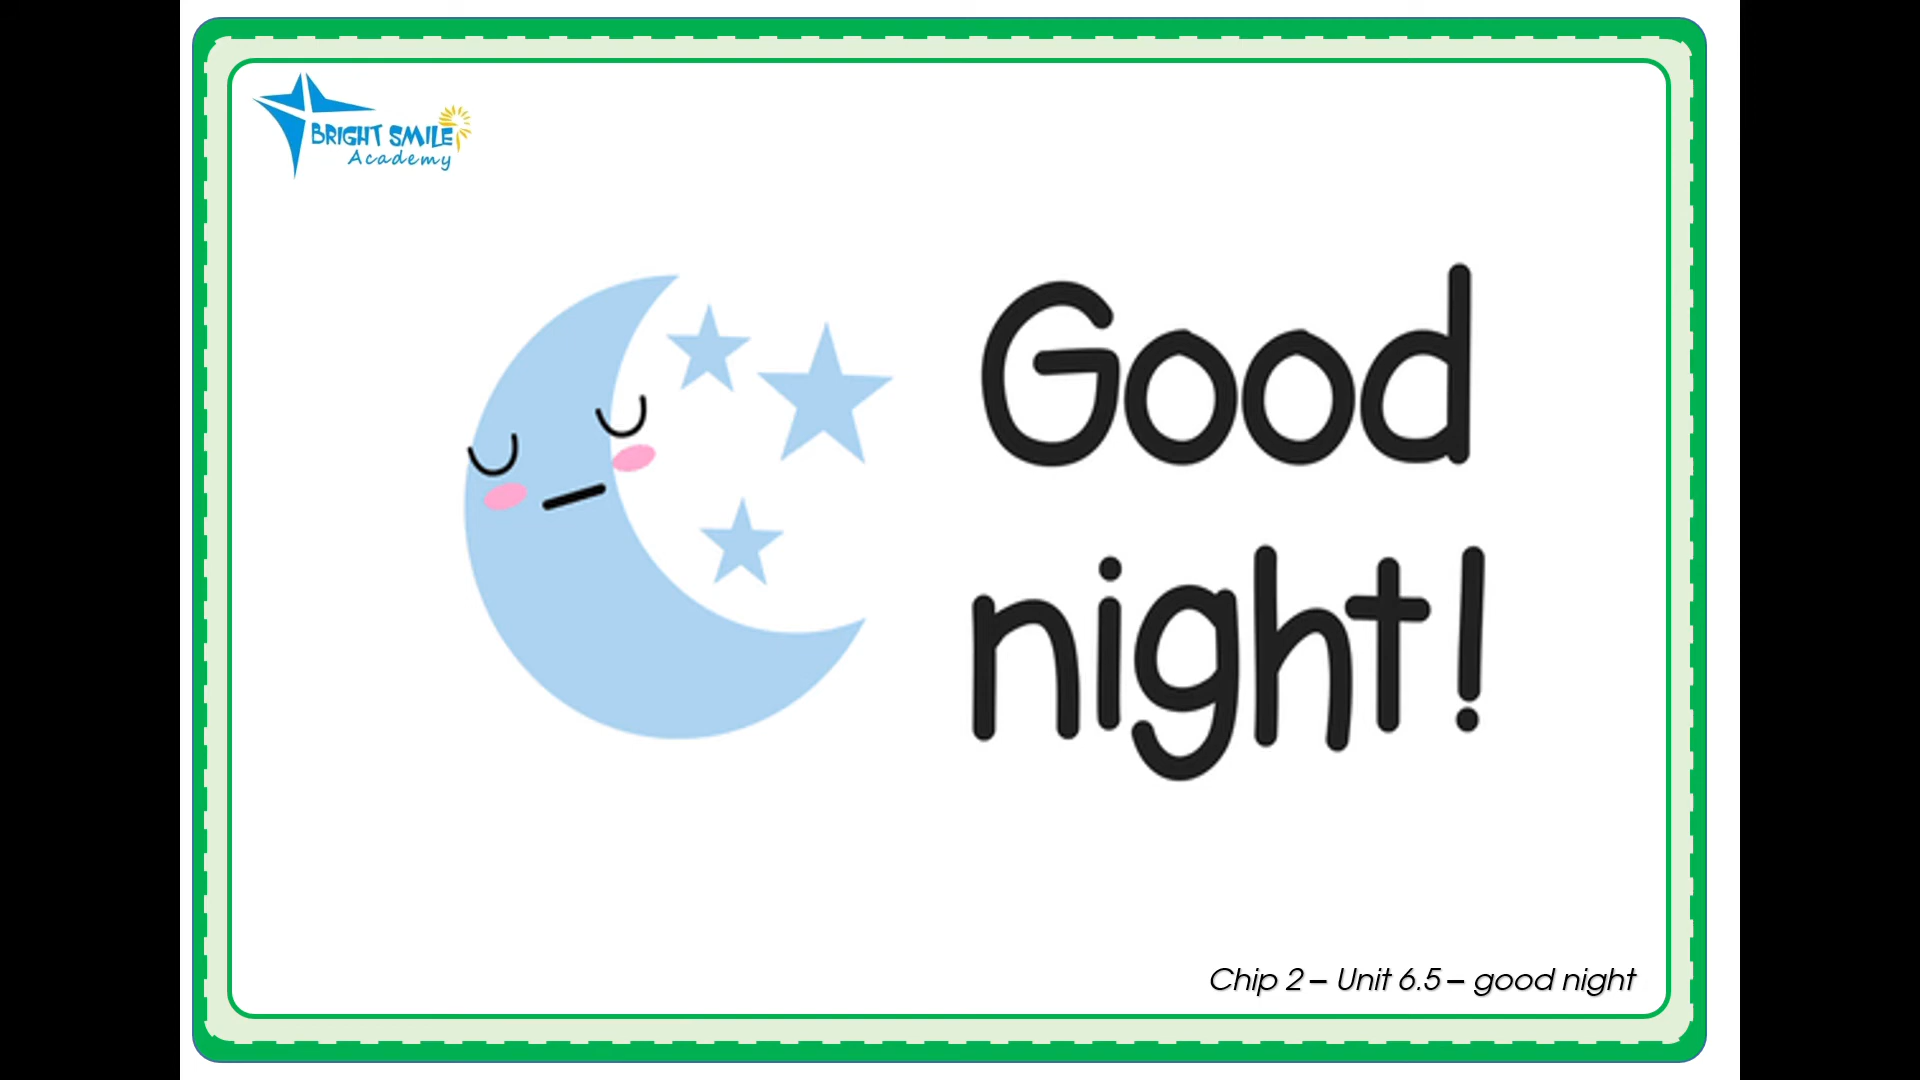 BRIGHT SMILE
Academy
Good
night!
Chip 2 – Unit 6.5 – good night